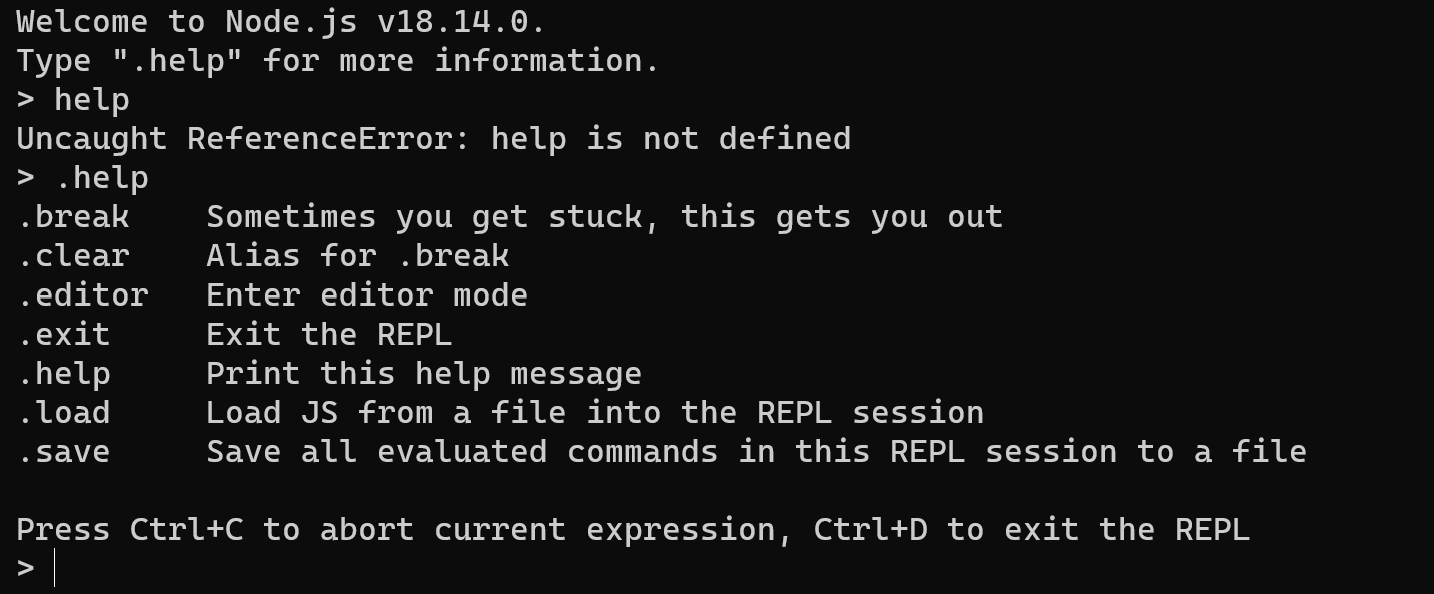 Welcome to Node.js v18.14.0.
Type ".help" for more information.
> help
Uncaught ReferenceError: help is not defined
> .help
.break    Sometimes you get stuck, this gets you out
.clear    Alias for .break
.editor   Enter editor mode
.exit     Exit the REPL
.help     Print this help message
.load     Load JS from a file into the REPL session
.save     Save all evaluated commands in this REPL session to a file

Press Ctrl+C to abort current expression, Ctrl+D to exit the REPL
>